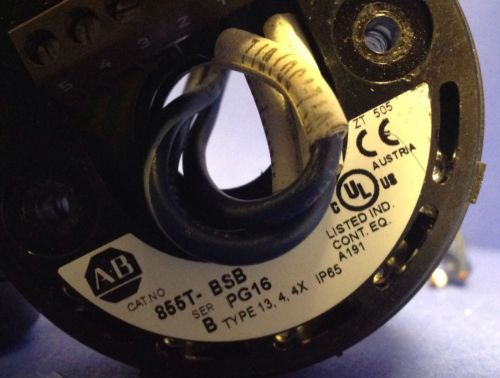 5 4 3 2 1
ZT 505
CE
AUSTRIA
C UL US
LISTED IND.
CONT. EQ.
A191
AB
CAT.NO 855T- BSB
SER PG16
B TYPE 13, 4, 4X IP65